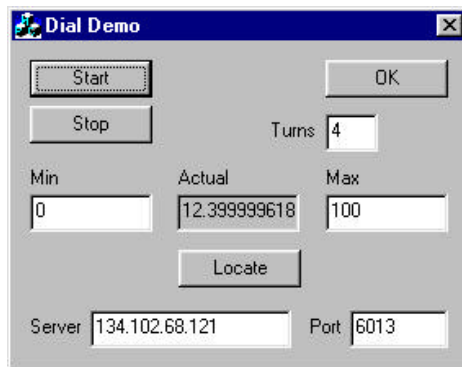 Dial Demo
Start OK
Stop Turns 4
Min Actual Max
0 12.399999618 100
Locate
Server 134.102.68.121 Port 6013